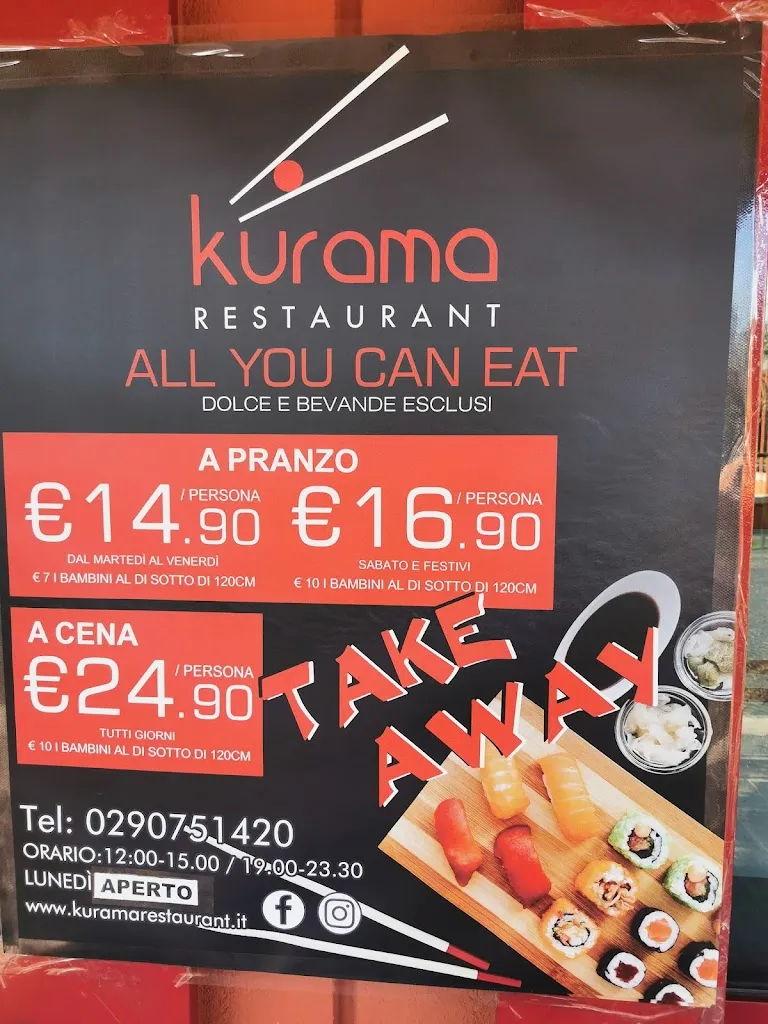 kurama
RESTAURANT
ALL YOU CAN EAT
DOLCE E BEVANDE ESCLUSI
A PRANZO
€14.90 / PERSONA
DAL MARTEDÌ AL VENERDÌ
€ 7 I BAMBINI AL DI SOTTO DI 120CM
€16.90 / PERSONA
SABATO E FESTIVI
€ 10 I BAMBINI AL DI SOTTO DI 120CM
A CENA
€24.90 / PERSONA
TUTTI GIORNI
€ 10 I BAMBINI AL DI SOTTO DI 120CM
TAKE
AWAY
Tel: 0290751420
ORARIO:12:00-15.00 / 19.00-23.30
LUNEDÌ APERTO
www.kuramarestaurant.it